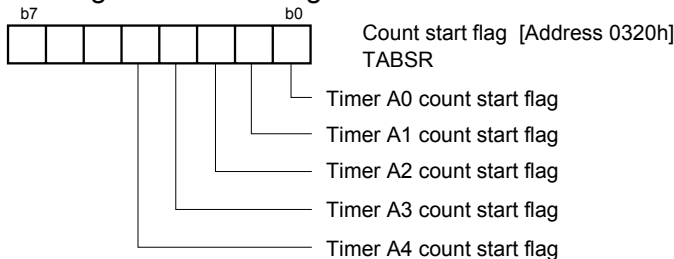 b7 b0
Count start flag [Address 0320h]
TABSR
Timer A0 count start flag
Timer A1 count start flag
Timer A2 count start flag
Timer A3 count start flag
Timer A4 count start flag